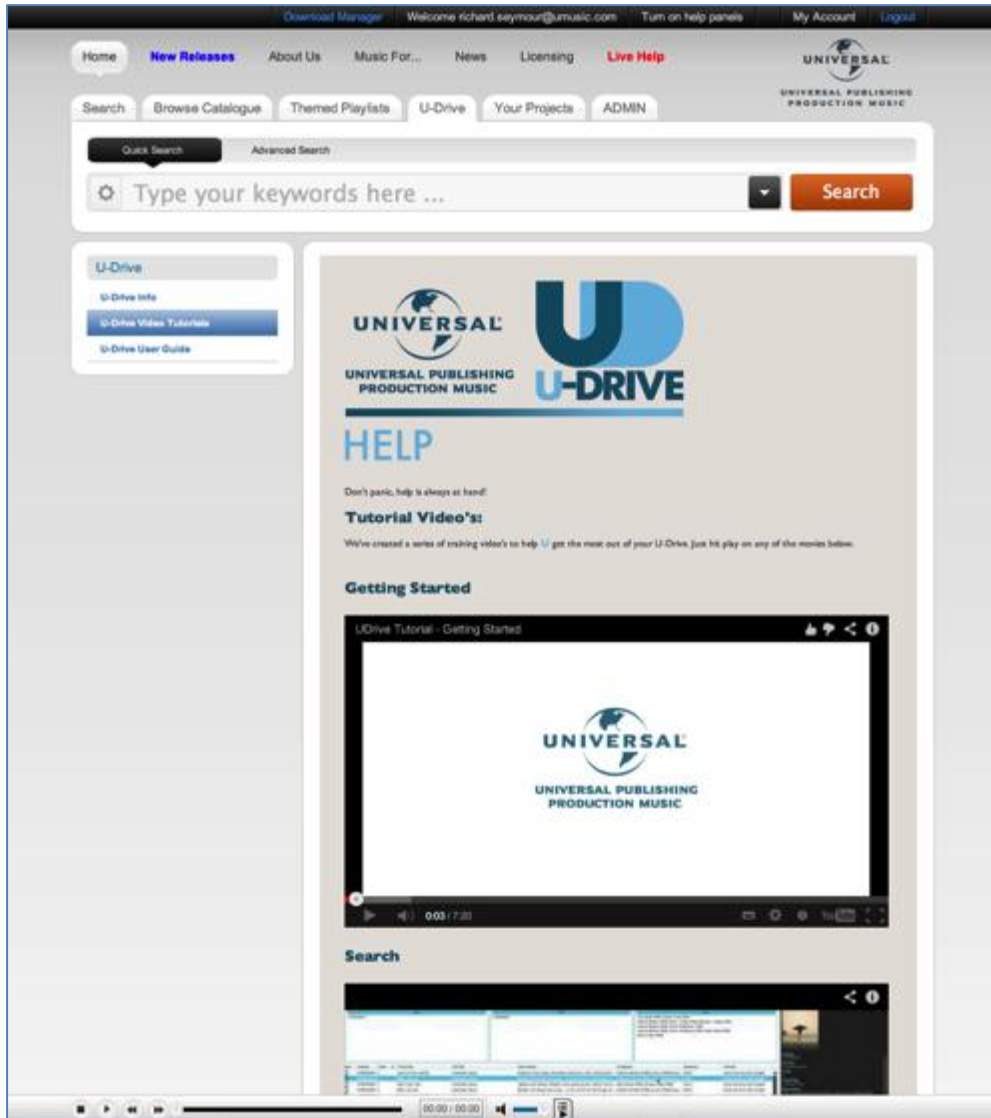 Download Manager Welcome richard.seymour@umusic.com Turn on help panels My Account Logout
Home New Releases About Us Music For... News Licensing Live Help
UNIVERSAL
UNIVERSAL PUBLISHING
PRODUCTION MUSIC
Search Browse Catalogue Themed Playlists U-Drive Your Projects ADMIN
Quick Search Advanced Search
Type your keywords here ... Search
U-Drive
U-Drive Info
U-Drive Video Tutorials
U-Drive User Guide
UNIVERSAL
UNIVERSAL PUBLISHING
PRODUCTION MUSIC
UD
U-DRIVE
HELP
Don't panic, help is always at hand!
Tutorial Video's:
We've created a series of training video's to help U get the most out of your U-Drive. Just hit play on any of the movies below.
Getting Started
UDrive Tutorial - Getting Started
UNIVERSAL
UNIVERSAL PUBLISHING
PRODUCTION MUSIC
0:03 / 7:20
YouTube
Search
00:00 / 00:00